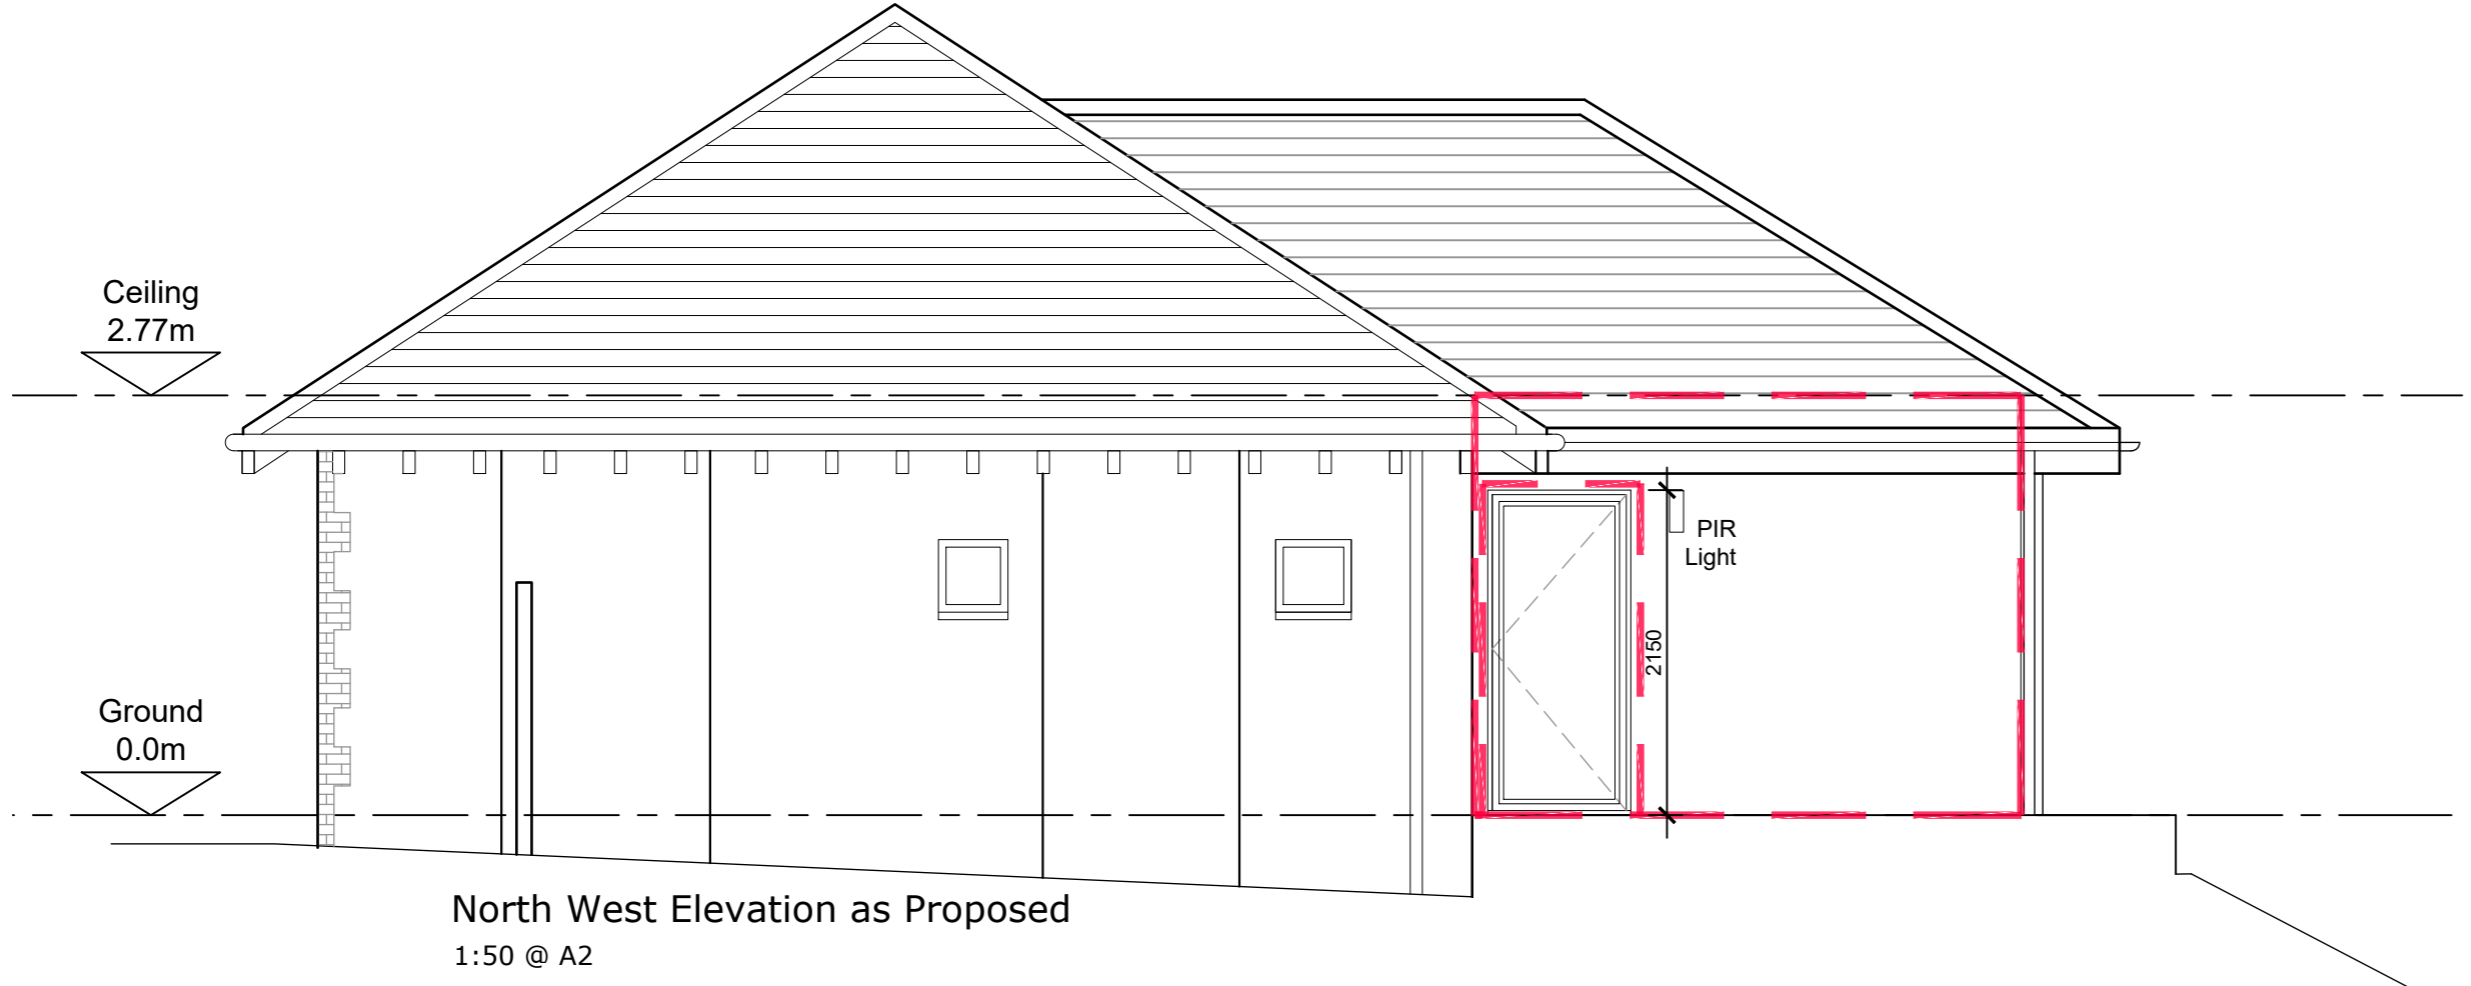 Ceiling
2.77m
PIR
Light
2150
Ground
0.0m
North West Elevation as Proposed
1:50 @ A2